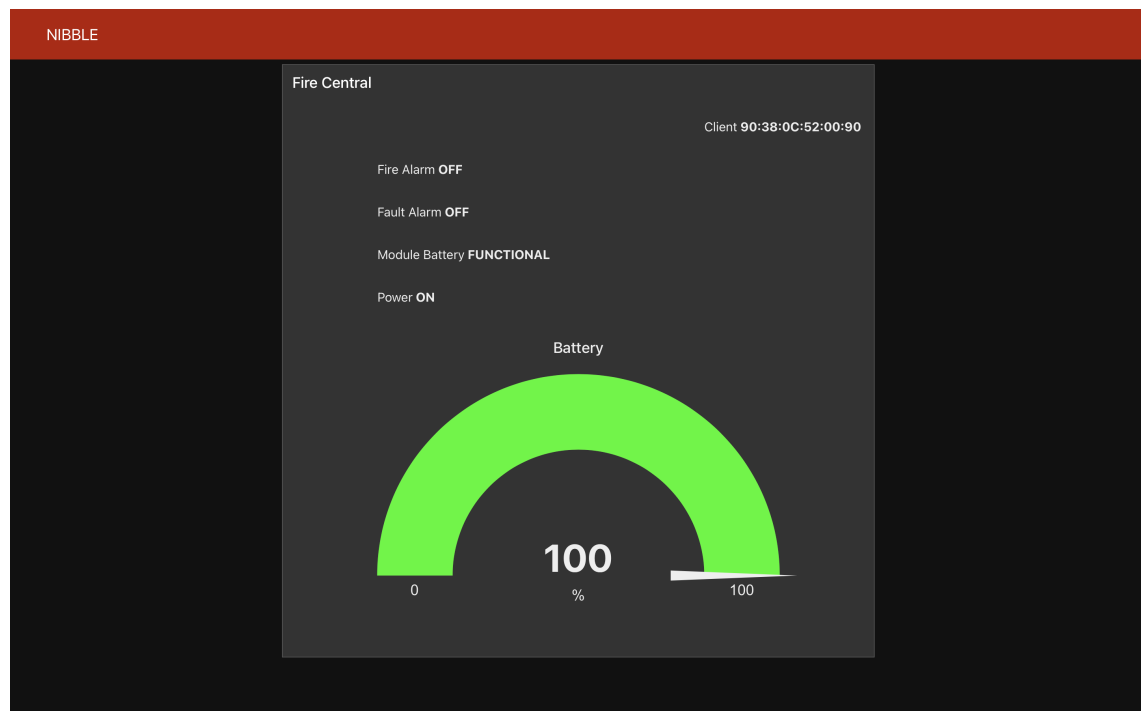 NIBBLE
Fire Central
Client 90:38:0C:52:00:90
Fire Alarm OFF
Fault Alarm OFF
Module Battery FUNCTIONAL
Power ON
Battery
100
%
0
100